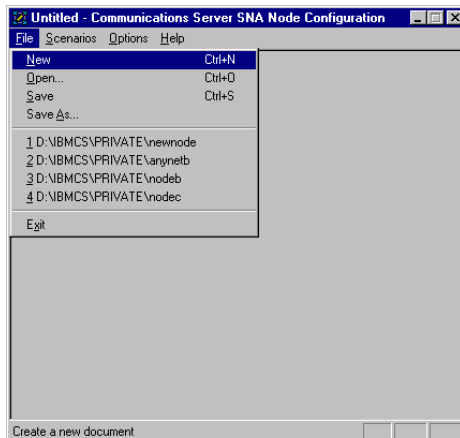 Untitled - Communications Server SNA Node Configuration
File Scenarios Options Help
New Ctrl+N
Open... Ctrl+O
Save Ctrl+S
Save As...
1 D:\IBMCS\PRIVATE\newnode
2 D:\IBMCS\PRIVATE\anynetb
3 D:\IBMCS\PRIVATE\nodeb
4 D:\IBMCS\PRIVATE\nodec
Exit
Create a new document